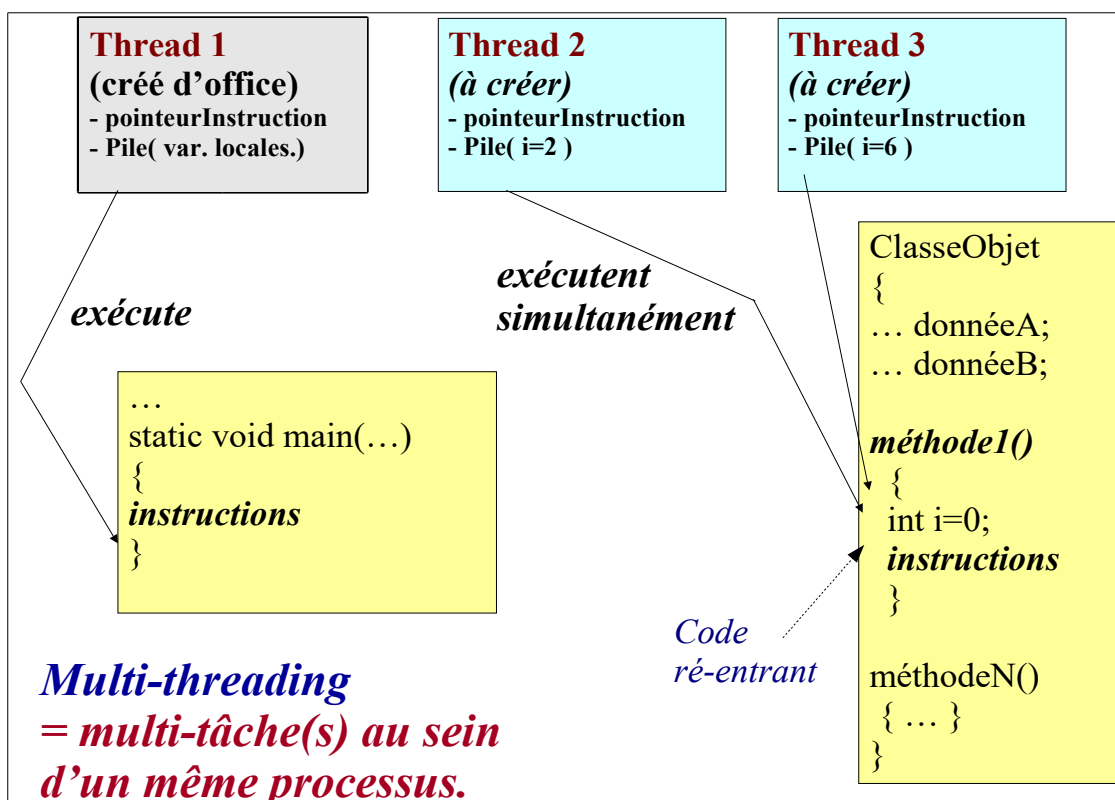 Thread 1
(créé d’office)
- pointeurInstruction
- Pile( var. locales.)
Thread 2
(à créer)
- pointeurInstruction
- Pile( i=2 )
Thread 3
(à créer)
- pointeurInstruction
- Pile( i=6 )
exécute
exécutent
simultanément
…
static void main(…)
{
instructions
}
ClasseObjet
{
… donnéeA;
… donnéeB;
méthode1()
{
int i=0;
instructions
}
méthodeN()
{ … }
}
Code
ré-entrant
Multi-threading
= multi-tâche(s) au sein
d’un même processus.